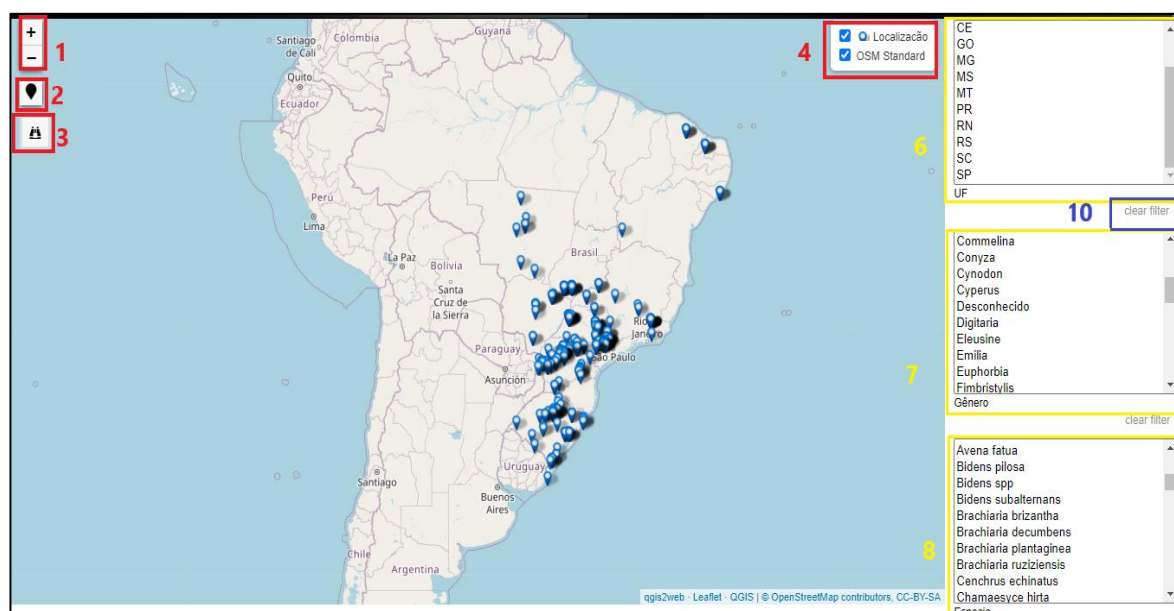 +
−
1
2
3
4
Localizacão
OSM Standard
Santiago
de Cali
Colombia
Guyana
Quito
Ecuador
Perú
Lima
La Paz
Bolivia
Santa
Cruz de
la Sierra
Brasil
Rio
Janeiro
São Paulo
Paraguay
Asunción
Uruguay
Santiago
Buenos
Aires
Chile
Argentina
qgis2web · Leaflet · QGIS | © OpenStreetMap contributors, CC-BY-SA
6
CE
GO
MG
MS
MT
PR
RN
RS
SC
SP
UF
10
clear filter
7
Commelina
Conyza
Cynodon
Cyperus
Desconhecido
Digitaria
Eleusine
Emilia
Euphorbia
Fimbristylis
Gênero
clear filter
8
Avena fatua
Bidens pilosa
Bidens spp
Bidens subalternans
Brachiaria brizantha
Brachiaria decumbens
Brachiaria plantaginea
Brachiaria ruziziensis
Cenchrus echinatus
Chamaesyce hirta